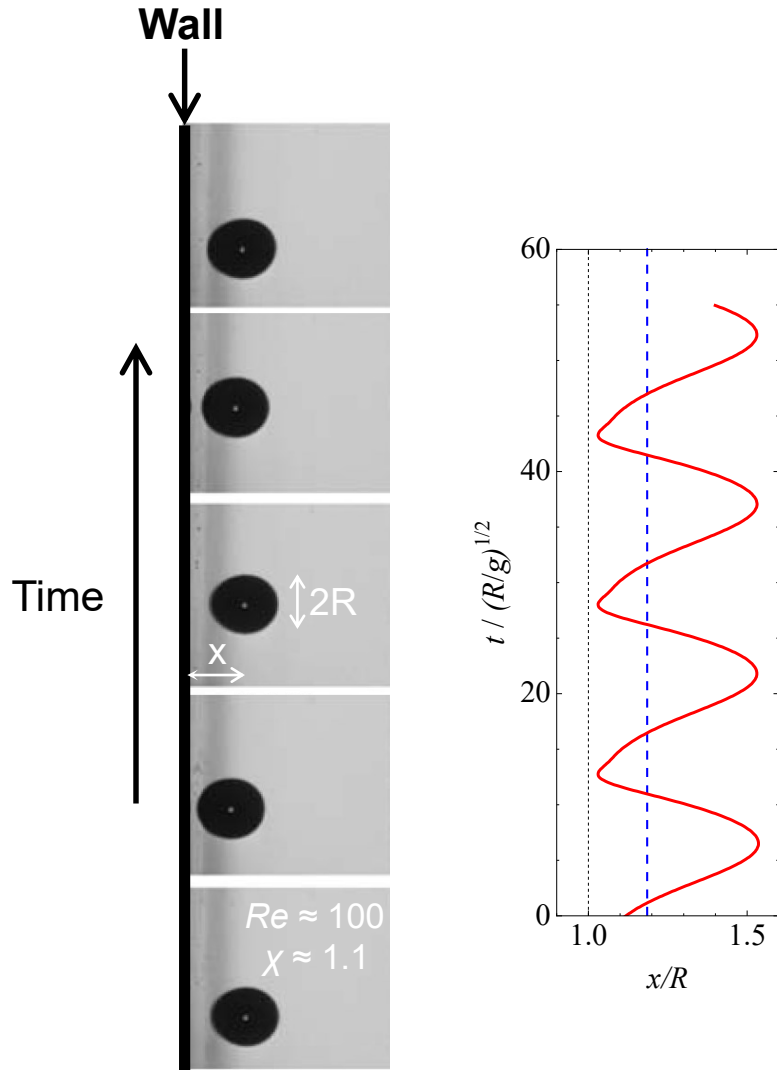 Wall
Time
2R
x
Re ≈ 100
χ ≈ 1.1
60
40
20
0
t / (R/g)^{1/2}
1.0
1.5
x/R